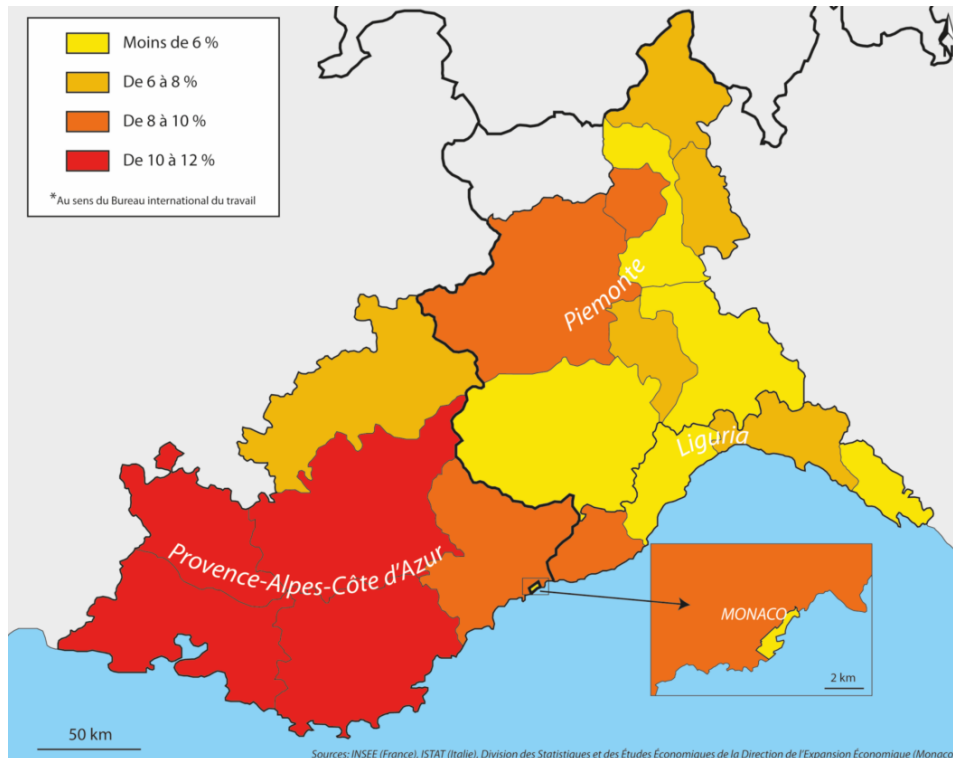 Moins de 6 %
De 6 à 8 %
De 8 à 10 %
De 10 à 12 %
*Au sens du Bureau international du travail
Piemonte
Liguria
Provence-Alpes-Côte d'Azur
MONACO
2 km
50 km
Sources: INSEE (France), ISTAT (Italie), Division des Statistiques et des Études Économiques de la Direction de l'Expansion Économique (Monaco